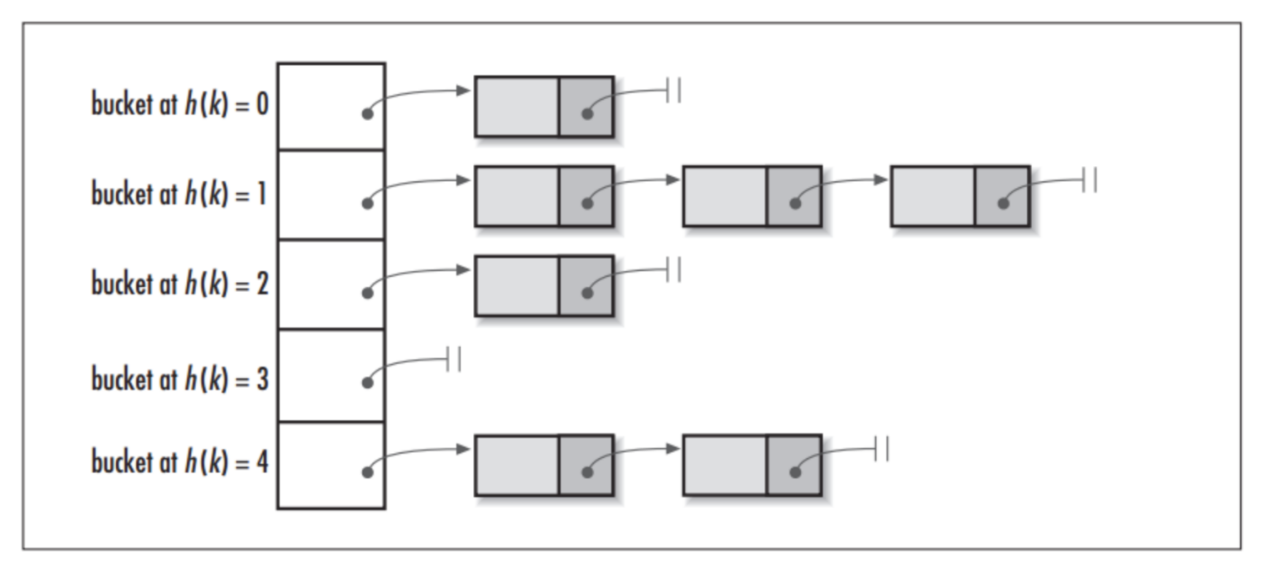 bucket at h(k) = 0
bucket at h(k) = 1
bucket at h(k) = 2
bucket at h(k) = 3
bucket at h(k) = 4